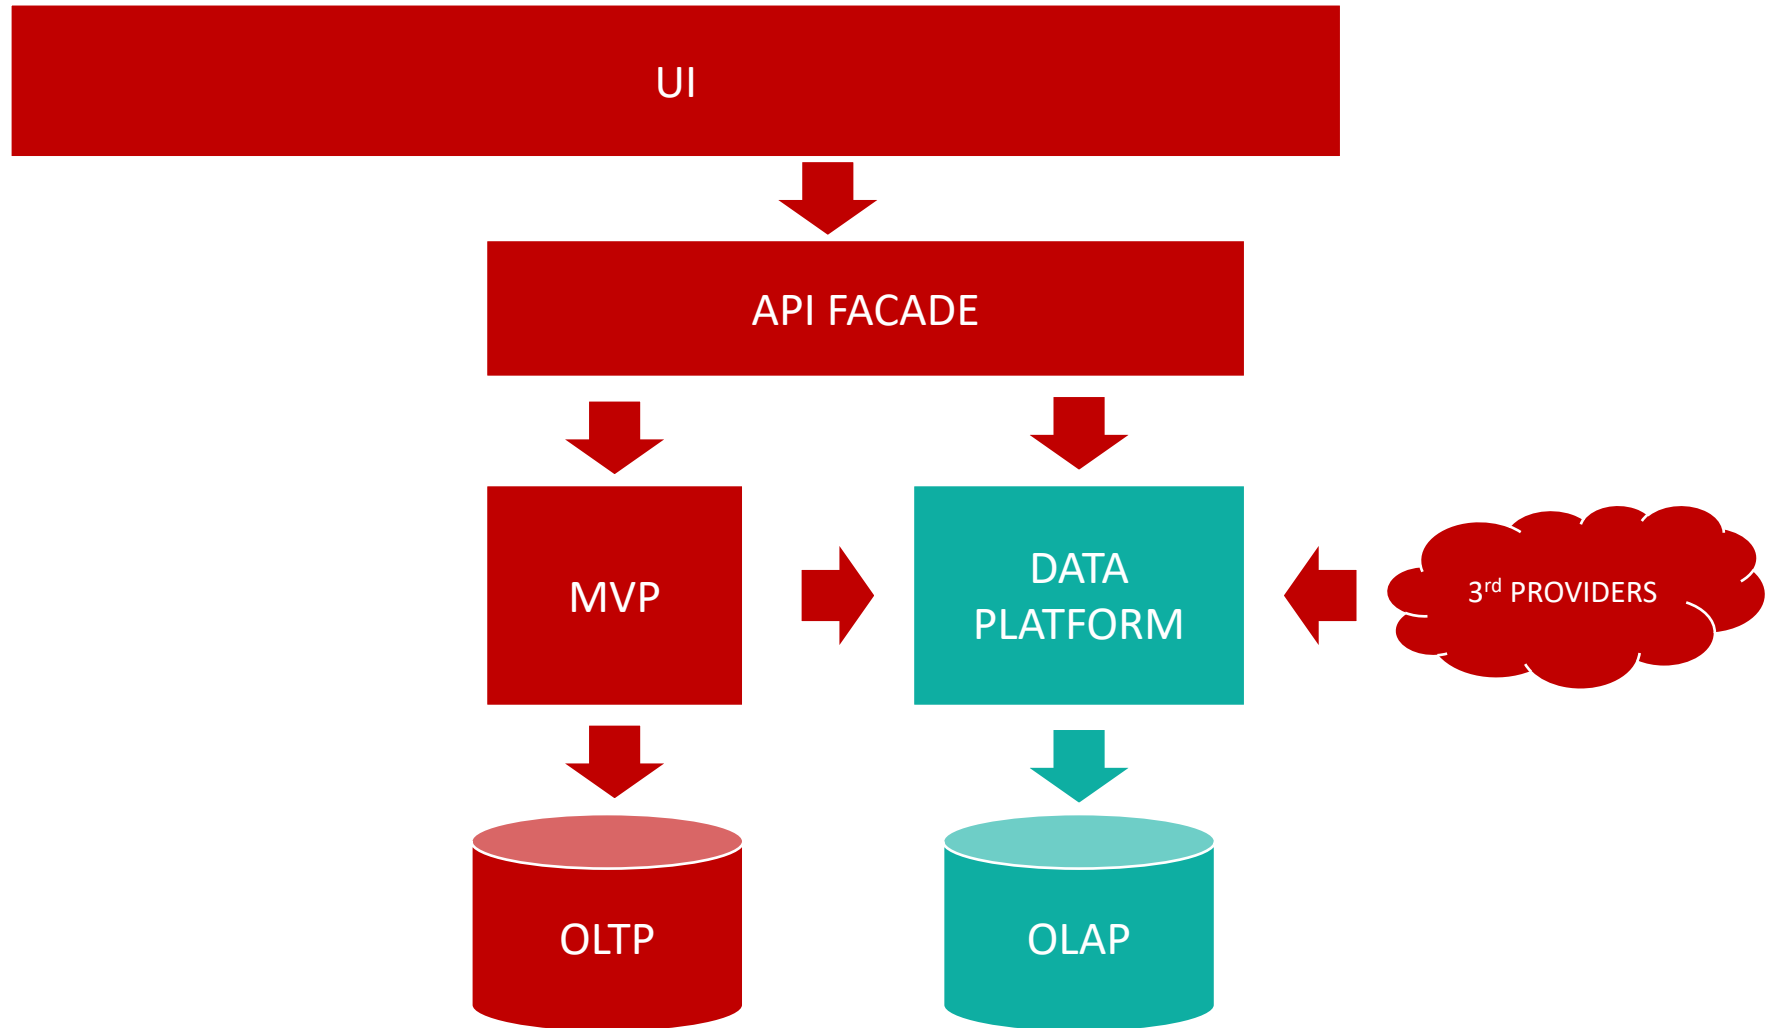 UI
API FACADE
MVP
DATA
PLATFORM
3rd PROVIDERS
OLTP
OLAP